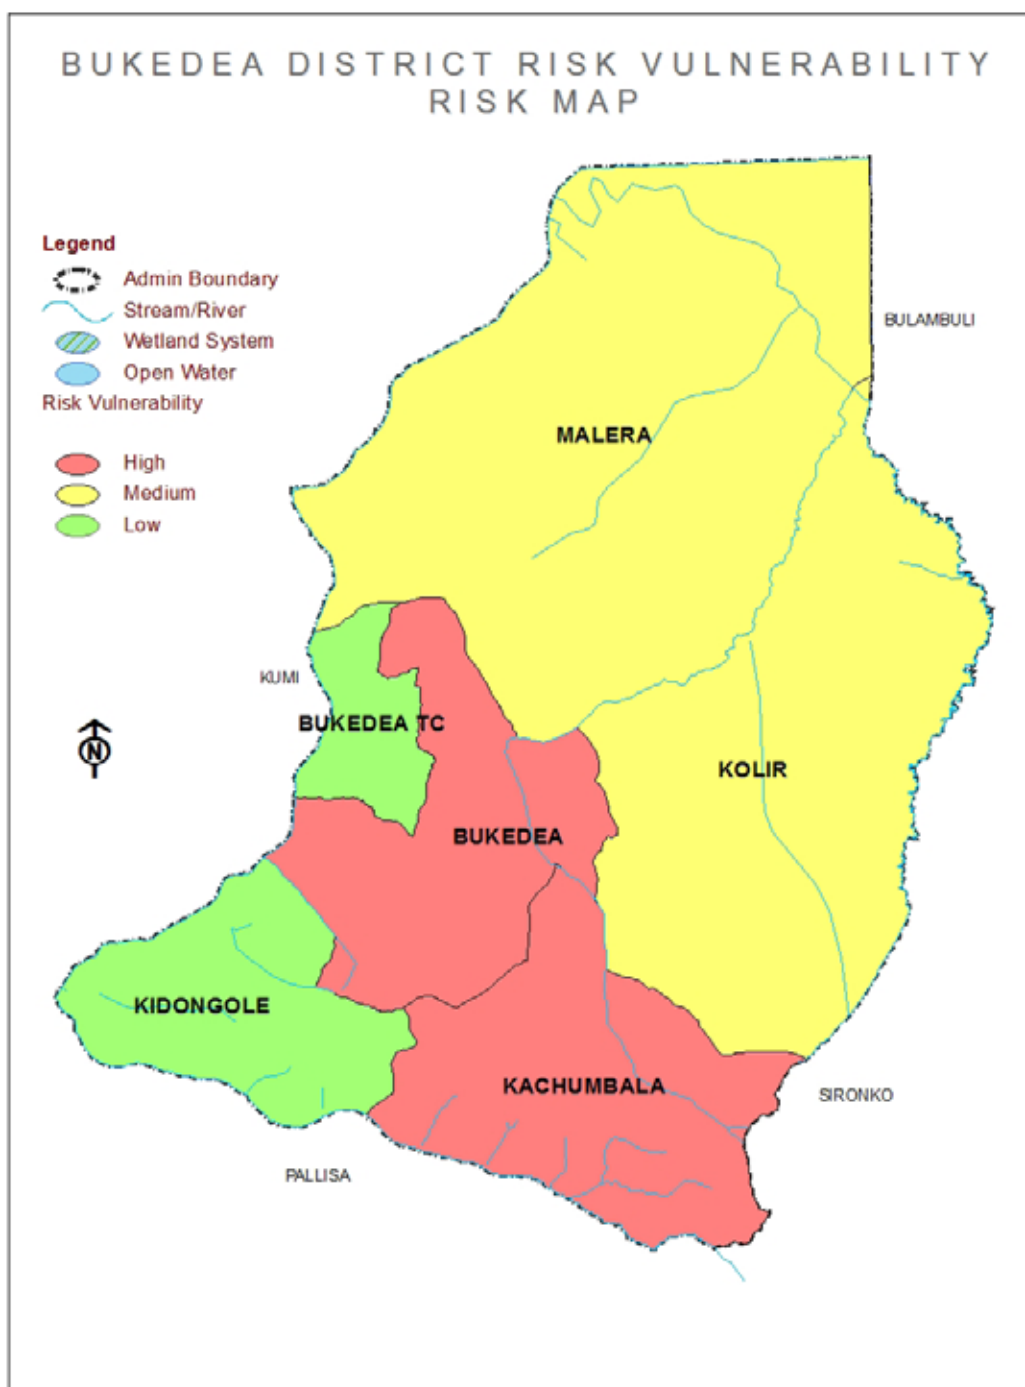 BUKEDEA DISTRICT RISK VULNERABILITY
RISK MAP
Legend
Admin Boundary
Stream/River
Wetland System
Open Water
Risk Vulnerability
High
Medium
Low
BULAMBULI
MALERA
KUMI
BUKEDEA TC
N
KOLIR
BUKEDEA
KIDONGOLE
KACHUMBALA
SIRONKO
PALLISA